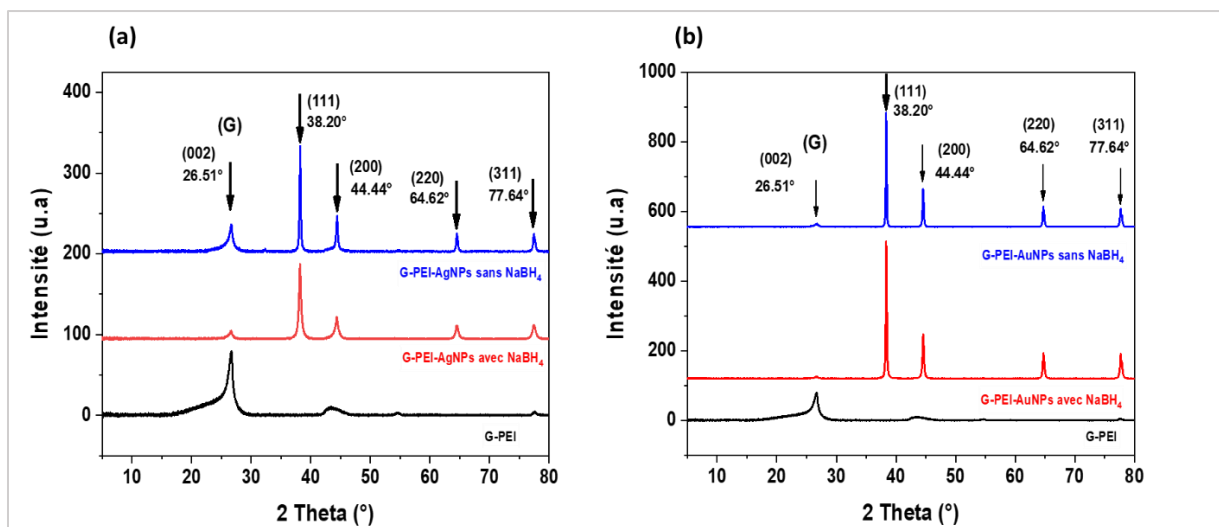 (a)
400
300
200
100
0
Intensité (u.a)
(002)
26.51°
(G)
(111)
38.20°
(200)
44.44°
(220)
64.62°
(311)
77.64°
G-PEI-AgNPs sans NaBH₄
G-PEI-AgNPs avec NaBH₄
G-PEI
10 20 30 40 50 60 70 80
2 Theta (°)
(b)
1000
800
600
400
200
0
Intensité (u.a)
(002)
26.51°
(G)
(111)
38.20°
(200)
44.44°
(220)
64.62°
(311)
77.64°
G-PEI-AuNPs sans NaBH₄
G-PEI-AuNPs avec NaBH₄
G-PEI
10 20 30 40 50 60 70 80
2 Theta (°)